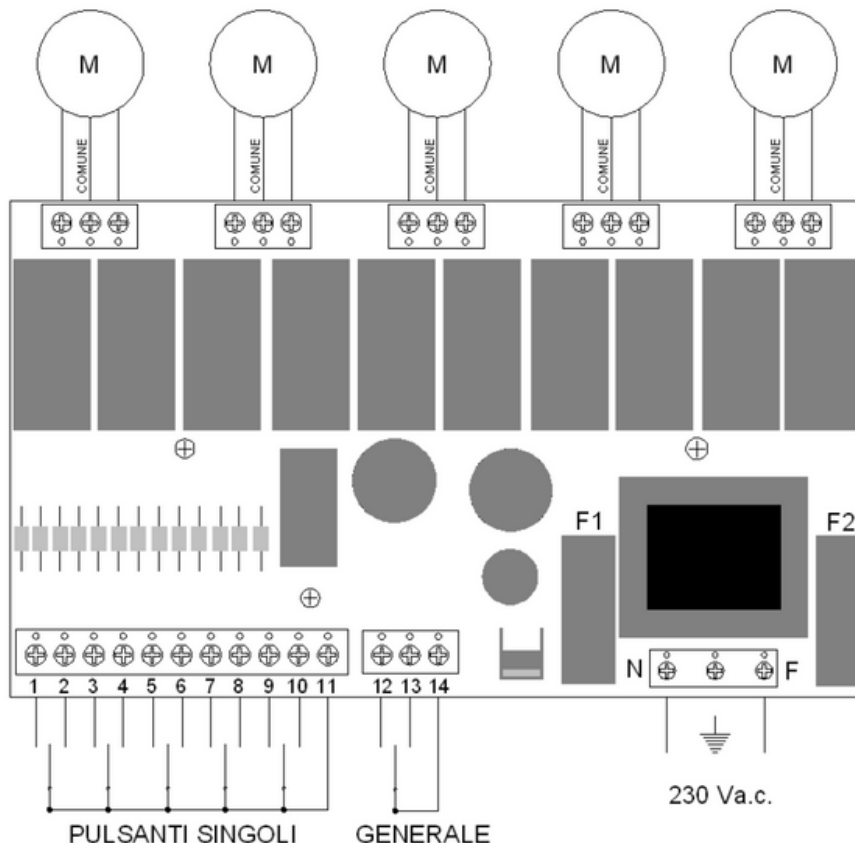 M M M M M
COMUNE COMUNE COMUNE COMUNE COMUNE
F1 F2
N F
1 2 3 4 5 6 7 8 9 10 11 12 13 14
230 Va.c.
PULSANTI SINGOLI GENERALE